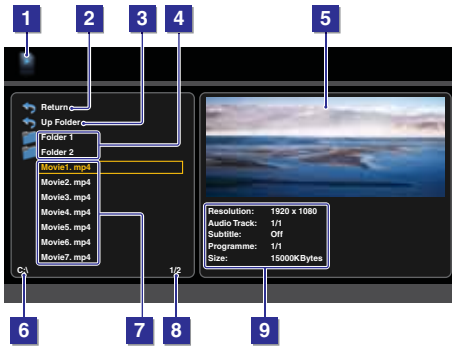 1 2 3 4 5
Return
Up Folder
Folder 1
Folder 2
Movie1. mp4
Movie2. mp4
Movie3. mp4
Movie4. mp4
Movie5. mp4
Movie6. mp4
Movie7. mp4
C:\ 1/2
Resolution: 1920 x 1080
Audio Track: 1/1
Subtitle: Off
Programme: 1/1
Size: 15000KBytes
6 7 8 9